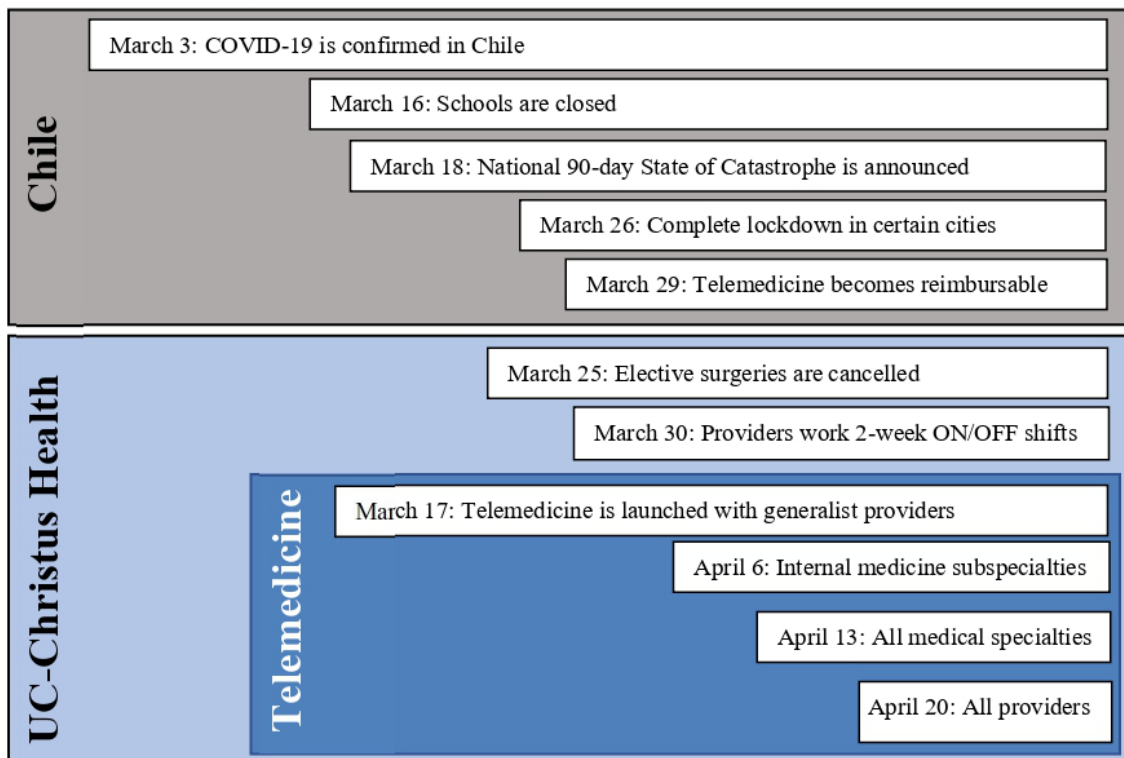 Chile
March 3: COVID-19 is confirmed in Chile
March 16: Schools are closed
March 18: National 90-day State of Catastrophe is announced
March 26: Complete lockdown in certain cities
March 29: Telemedicine becomes reimbursable
UC-Christus Health
March 25: Elective surgeries are cancelled
March 30: Providers work 2-week ON/OFF shifts
Telemedicine
March 17: Telemedicine is launched with generalist providers
April 6: Internal medicine subspecialties
April 13: All medical specialties
April 20: All providers